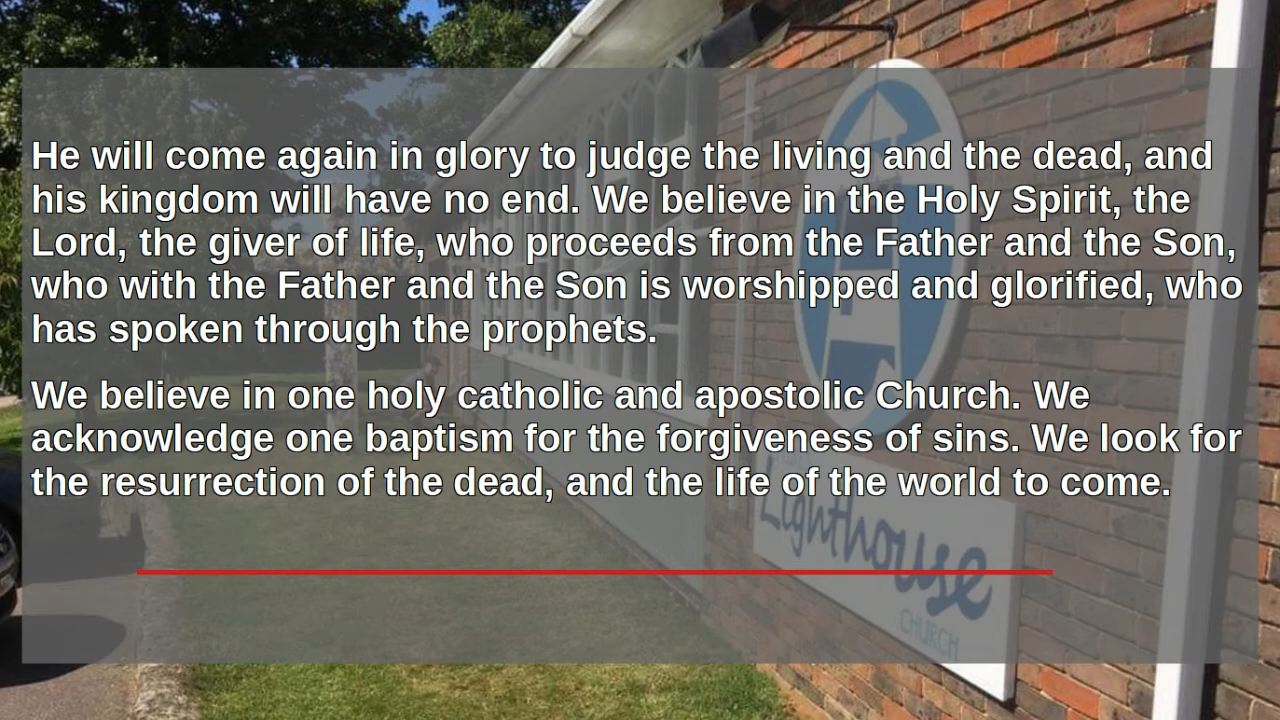 He will come again in glory to judge the living and the dead, and
his kingdom will have no end. We believe in the Holy Spirit, the
Lord, the giver of life, who proceeds from the Father and the Son,
who with the Father and the Son is worshipped and glorified, who
has spoken through the prophets.
We believe in one holy catholic and apostolic Church. We
acknowledge one baptism for the forgiveness of sins. We look for
the resurrection of the dead, and the life of the world to come.
Lighthouse
CHURCH